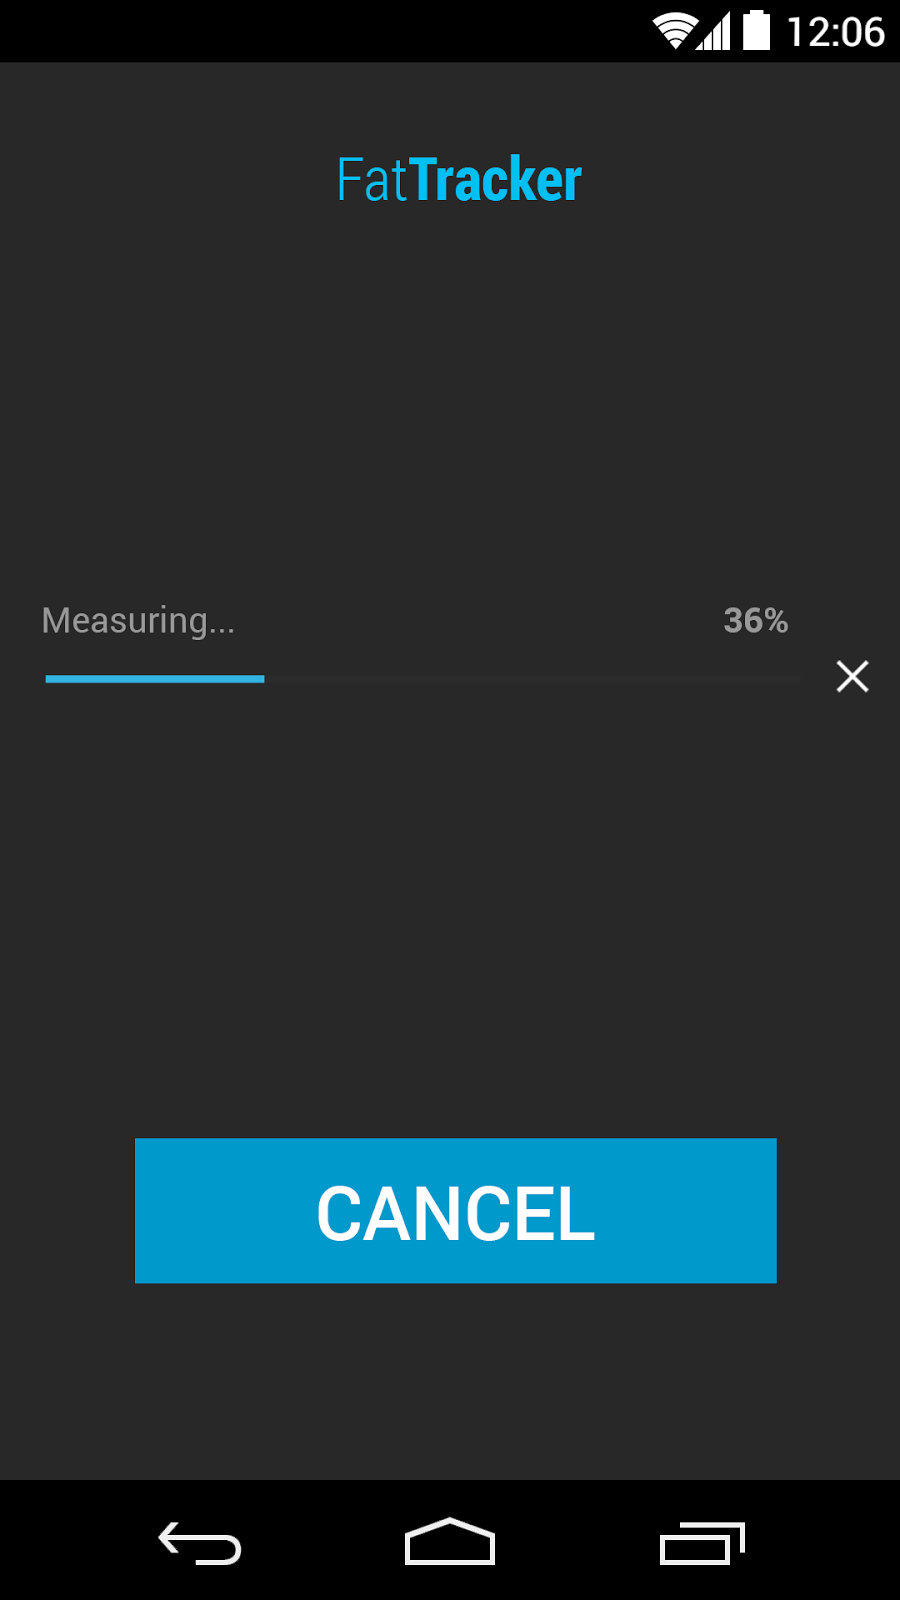 12:06
FatTracker
Measuring... 36%
CANCEL